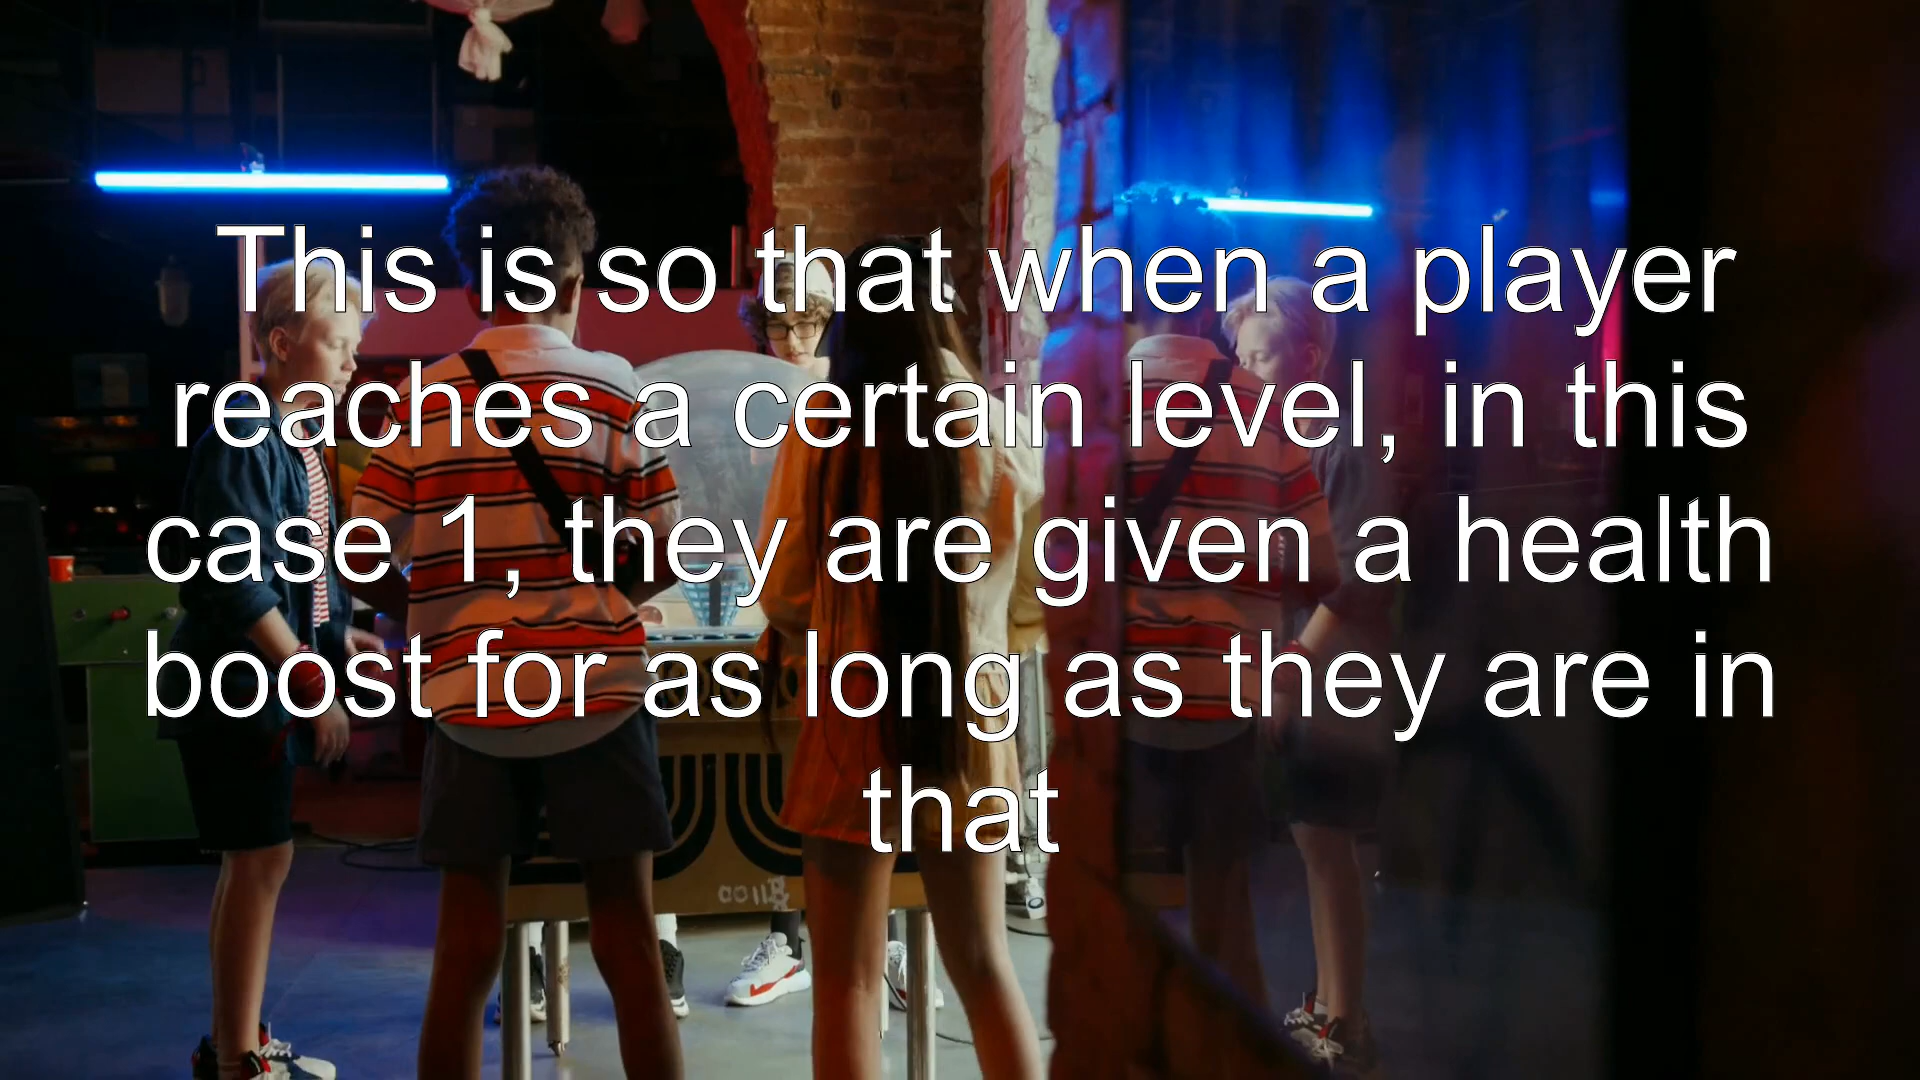 This is so that when a player
reaches a certain level, in this
case 1, they are given a health
boost for as long as they are in
that
0011